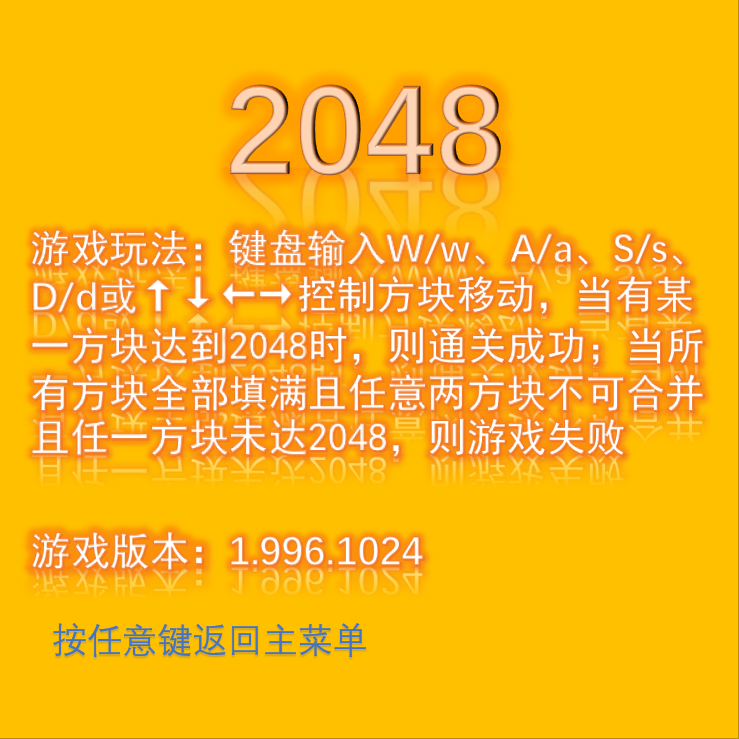 2048
游戏玩法：键盘输入W/w、A/a、S/s、
D/d或↑↓←→控制方块移动，当有某
一方块达到2048时，则通关成功；当所
有方块全部填满且任意两方块不可合并
且任一方块未达2048，则游戏失败
游戏版本：1.996.1024
按任意键返回主菜单